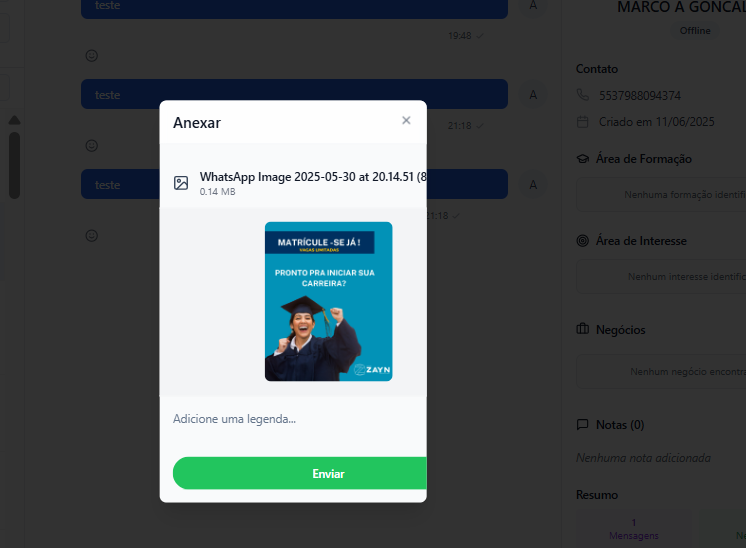 teste
A
19:48
teste
A
21:18
teste
A
21:18
Anexar
WhatsApp Image 2025-05-30 at 20.14.51 (8
0.14 MB
MATRÍCULE -SE JÁ !
VAGAS LIMITADAS
PRONTO PRA INICIAR SUA
CARREIRA?
ZAYN
Adicione uma legenda...
Enviar
MARCO A GONCAL
Offline
Contato
5537988094374
Criado em 11/06/2025
Área de Formação
Nenhuma formação identifi
Área de Interesse
Nenhum interesse identific
Negócios
Nenhum negócio encontra
Notas (0)
Nenhuma nota adicionada
Resumo
1
Mensagens